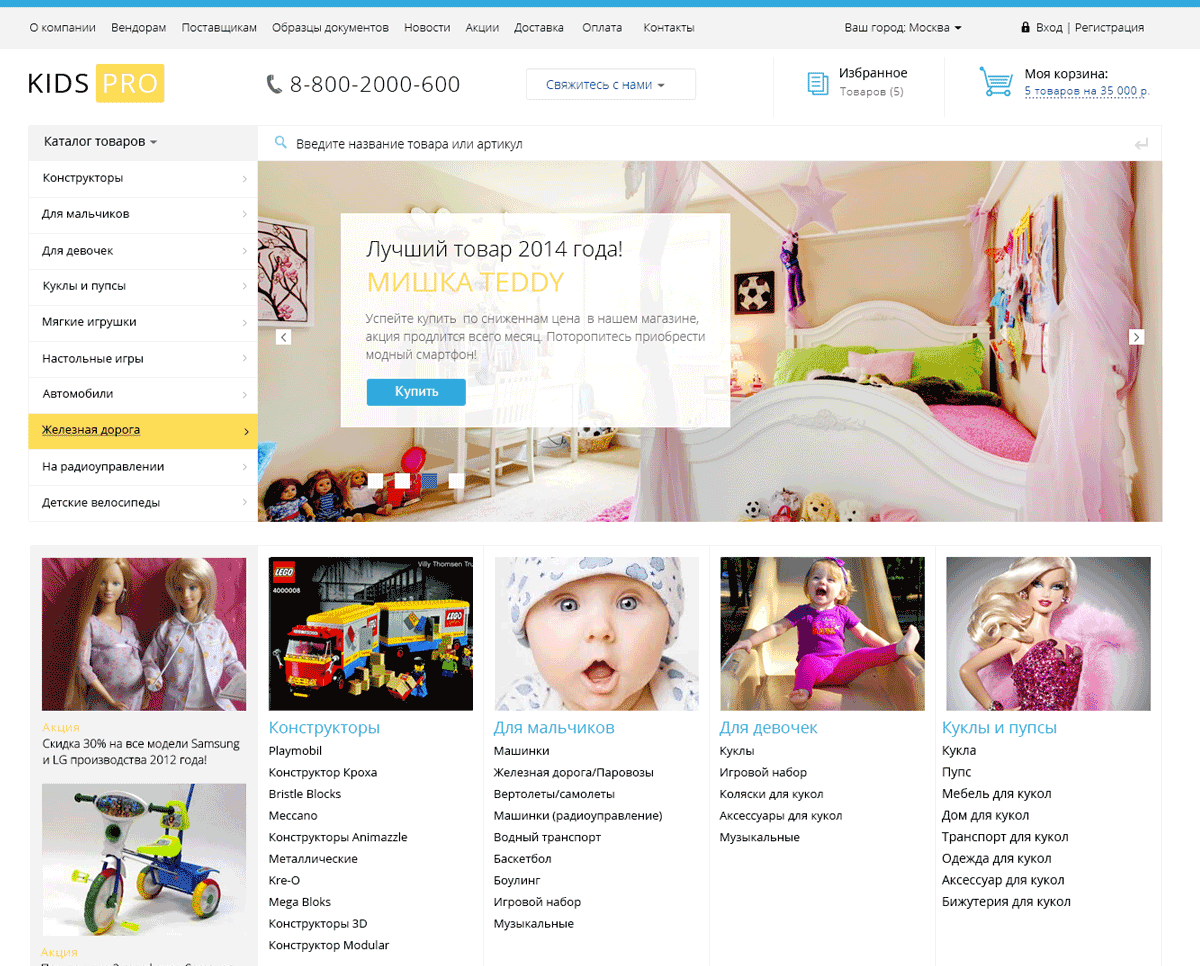 О компании Вендорам Поставщикам Образцы документов Новости Акции Доставка Оплата Контакты Ваш город: Москва Вход | Регистрация
KIDS PRO 8-800-2000-600 Свяжитесь с нами
Избранное
Товаров (5)
Моя корзина:
5 товаров на 35 000 р.
Каталог товаров
Введите название товара или артикул
Конструкторы
Для мальчиков
Для девочек
Куклы и пупсы
Мягкие игрушки
Настольные игры
Автомобили
Железная дорога
На радиоуправлении
Детские велосипеды
Лучший товар 2014 года!
МИШКА TEDDY
Успейте купить по сниженнам цена в нашем магазине,
акция продлится всего месяц. Поторопитесь приобрести
модный смартфон!
Купить
Акция
Скидка 30% на все модели Samsung
и LG производства 2012 года!
Акция
LEGO
4000008
Villy Thomsen Tru
LEGO
LEGO
Конструкторы
Playmobil
Конструктор Кроха
Bristle Blocks
Meccano
Конструкторы Animazzle
Металлические
Kre-O
Mega Bloks
Конструкторы 3D
Конструктор Modular
Для мальчиков
Машинки
Железная дорога/Паровозы
Вертолеты/самолеты
Машинки (радиоуправление)
Водный транспорт
Баскетбол
Боулинг
Игровой набор
Музыкальные
Для девочек
Куклы
Игровой набор
Коляски для кукол
Аксессуары для кукол
Музыкальные
Куклы и пупсы
Кукла
Пупс
Мебель для кукол
Дом для кукол
Транспорт для кукол
Одежда для кукол
Аксессуар для кукол
Бижутерия для кукол